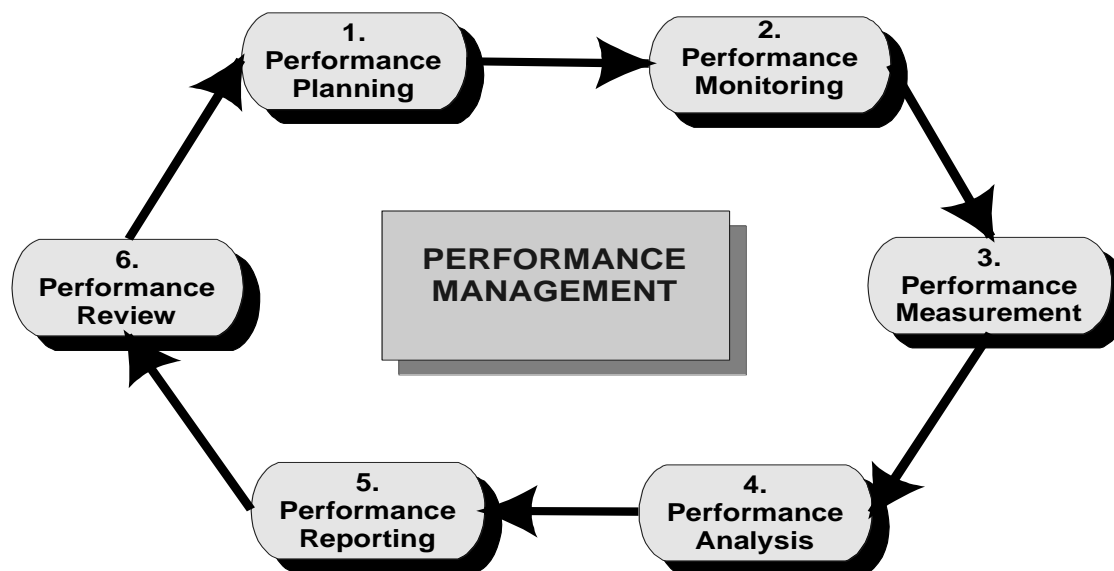 1.
Performance
Planning
2.
Performance
Monitoring
PERFORMANCE
MANAGEMENT
3.
Performance
Measurement
4.
Performance
Analysis
5.
Performance
Reporting
6.
Performance
Review